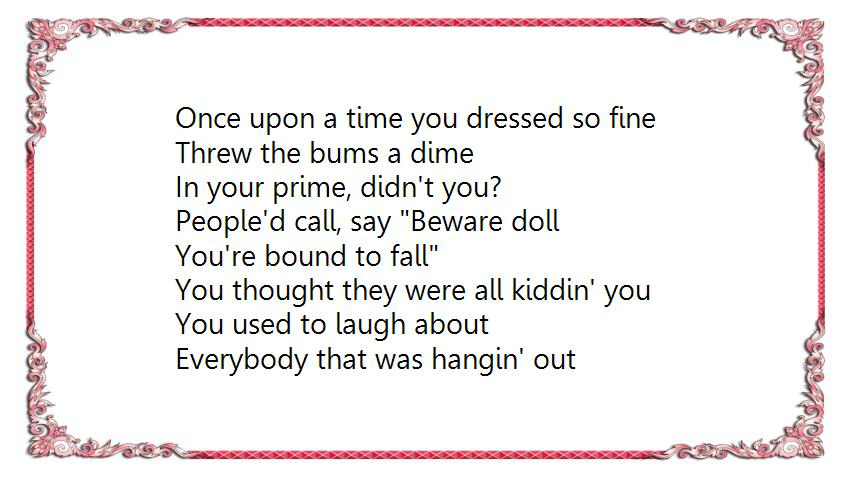 Once upon a time you dressed so fine
Threw the bums a dime
In your prime, didn't you?
People'd call, say "Beware doll
You're bound to fall"
You thought they were all kiddin' you
You used to laugh about
Everybody that was hangin' out